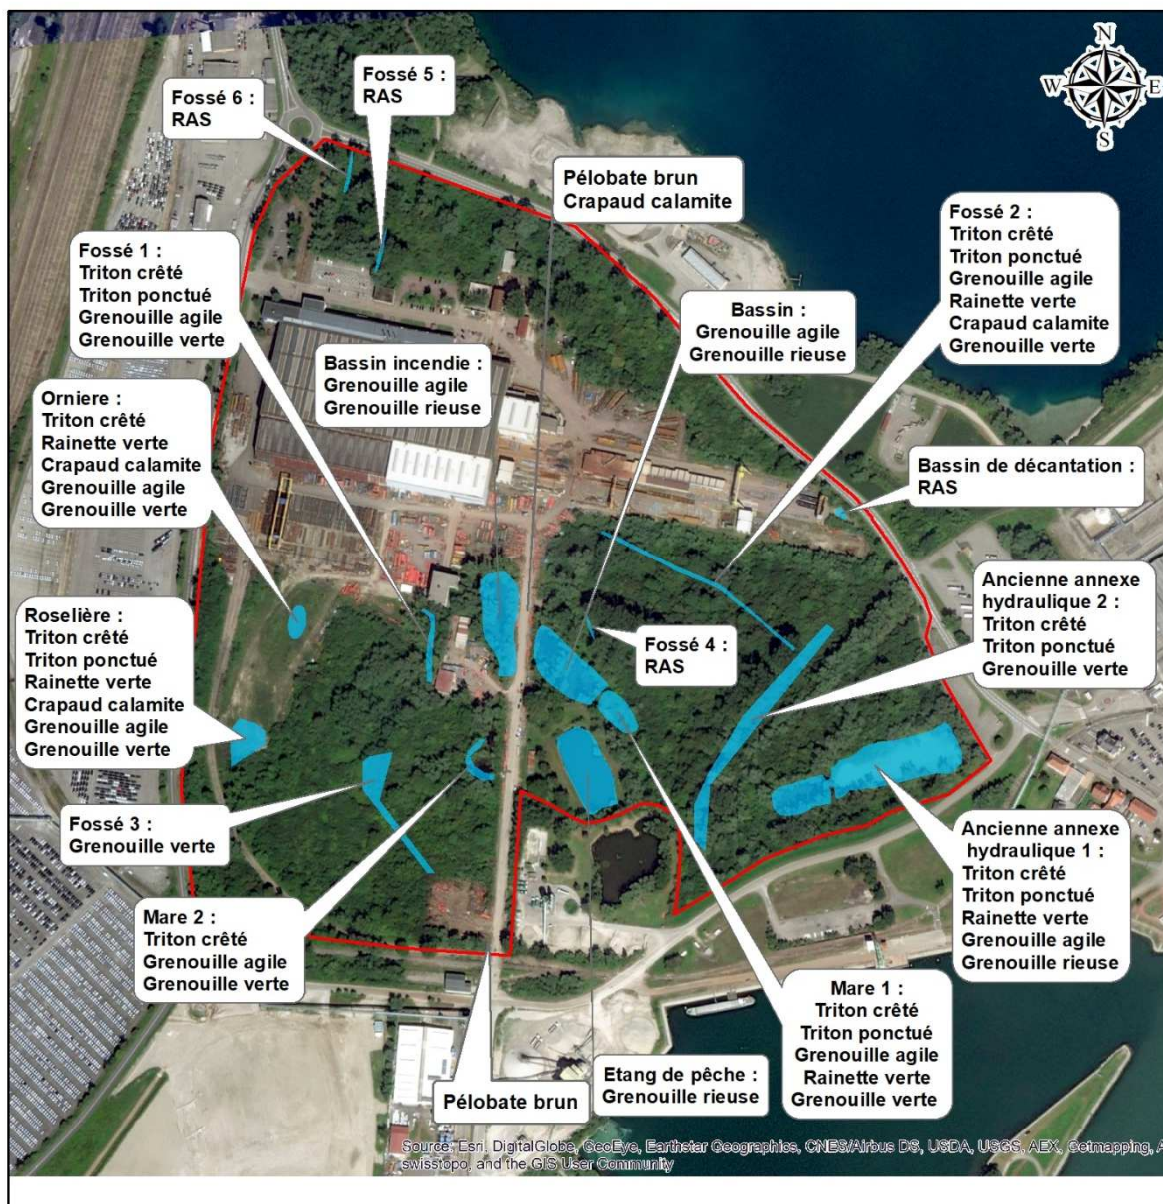 N
W
E
S
Fossé 5 :
RAS
Fossé 6 :
RAS
Pélobate brun
Crapaud calamite
Fossé 2 :
Triton crêté
Triton ponctué
Grenouille agile
Rainette verte
Crapaud calamite
Grenouille verte
Fossé 1 :
Triton crêté
Triton ponctué
Grenouille agile
Grenouille verte
Bassin :
Grenouille agile
Grenouille rieuse
Bassin incendie :
Grenouille agile
Grenouille rieuse
Orniere :
Triton crêté
Rainette verte
Crapaud calamite
Grenouille agile
Grenouille verte
Bassin de décantation :
RAS
Ancienne annexe
hydraulique 2 :
Triton crêté
Triton ponctué
Grenouille verte
Roselière :
Triton crêté
Triton ponctué
Rainette verte
Crapaud calamite
Grenouille agile
Grenouille verte
Fossé 4 :
RAS
Fossé 3 :
Grenouille verte
Ancienne annexe
hydraulique 1 :
Triton crêté
Triton ponctué
Rainette verte
Grenouille agile
Grenouille rieuse
Mare 2 :
Triton crêté
Grenouille agile
Grenouille verte
Mare 1 :
Triton crêté
Triton ponctué
Grenouille agile
Rainette verte
Grenouille verte
Etang de pêche :
Grenouille rieuse
Pélobate brun
Source: Esri, DigitalGlobe, GeoEye, Earthstar Geographics, CNES/Airbus DS, USDA, USGS, AEX, Getmapping, A
swisstopo, and the GIS User Community